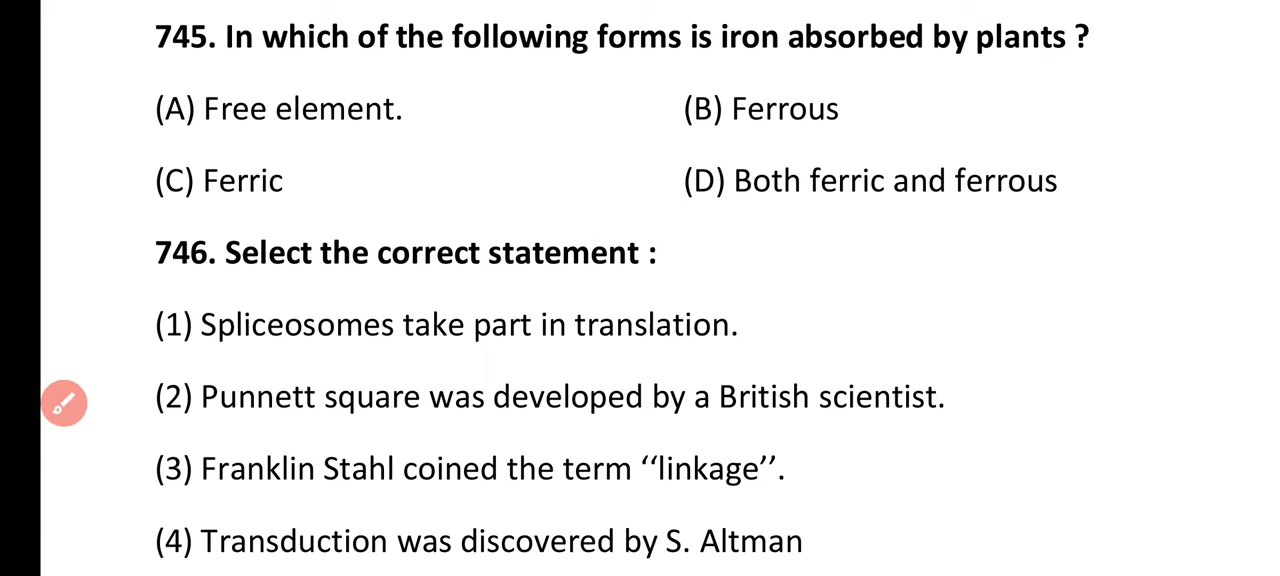 745. In which of the following forms is iron absorbed by plants ?
(A) Free element. (B) Ferrous
(C) Ferric (D) Both ferric and ferrous
746. Select the correct statement :
(1) Spliceosomes take part in translation.
(2) Punnett square was developed by a British scientist.
(3) Franklin Stahl coined the term ‘‘linkage’’.
(4) Transduction was discovered by S. Altman